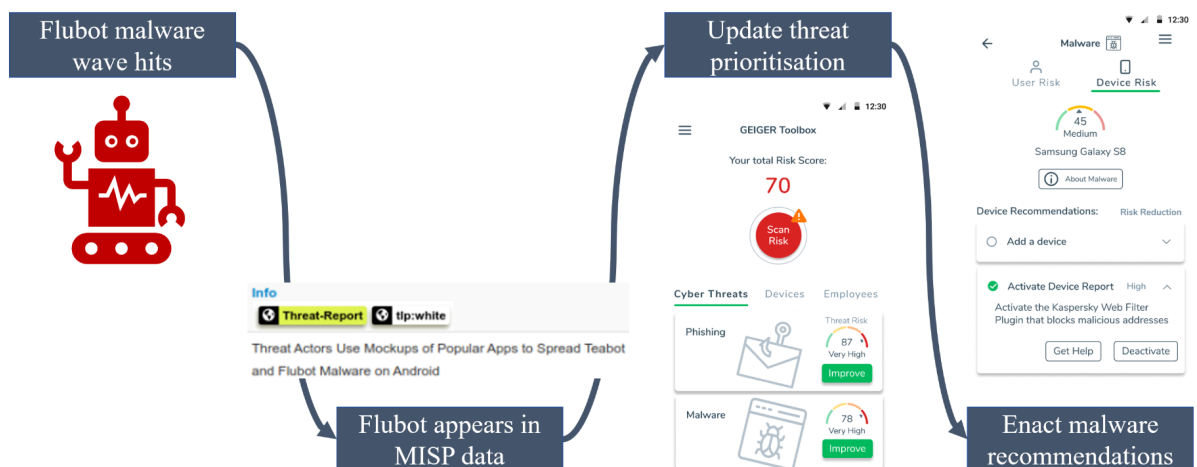 Flubot malware
wave hits
Info
Threat-Report tlp:white
Threat Actors Use Mockups of Popular Apps to Spread Teabot
and Flubot Malware on Android
Flubot appears in
MISP data
Update threat
prioritisation
12:30
GEIGER Toolbox
Your total Risk Score:
70
Scan
Risk
Cyber Threats Devices Employees
Phishing
Threat Risk
87
Very High
Improve
Malware
78
Very High
Improve
12:30
Malware
User Risk Device Risk
45
Medium
Samsung Galaxy S8
About Malware
Device Recommendations: Risk Reduction
Add a device
Activate Device Report High
Activate the Kaspersky Web Filter
Plugin that blocks malicious addresses
Get Help Deactivate
Enact malware
recommendations